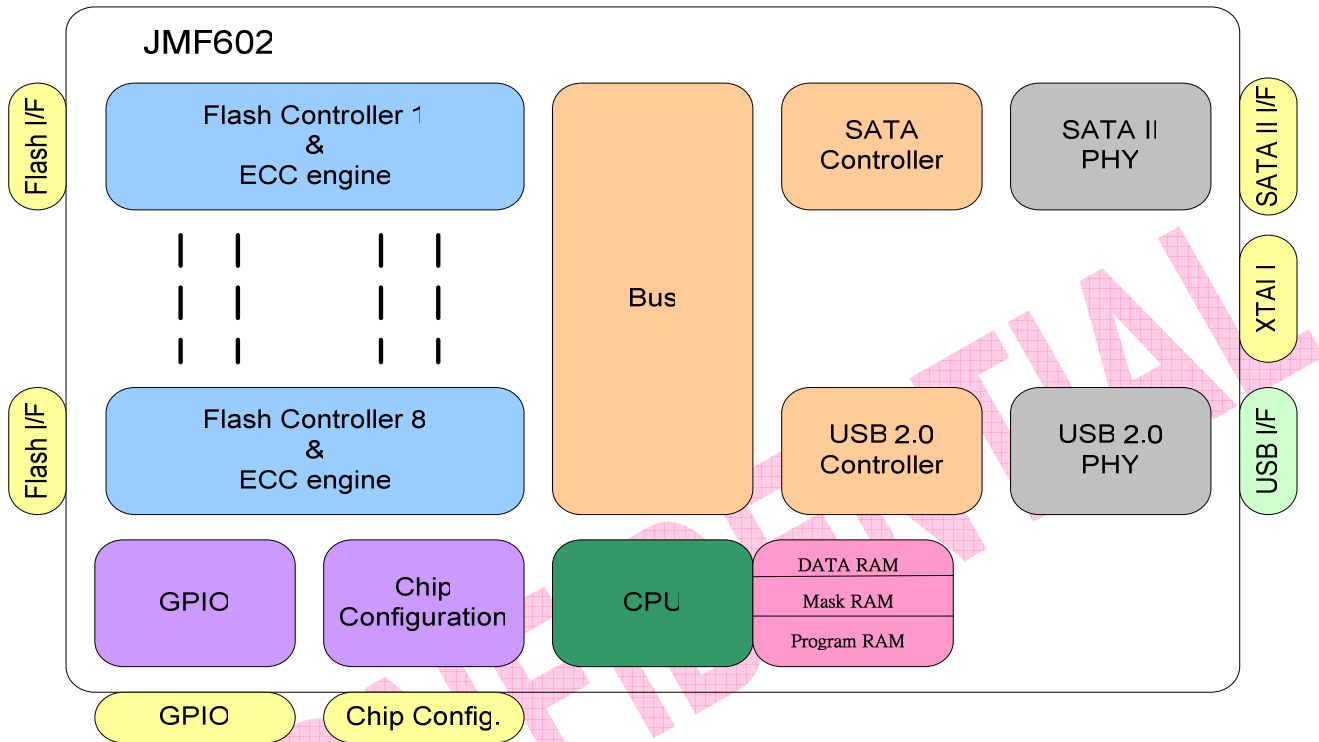 JMF602
Flash I/F
Flash Controller 1
&
ECC engine
Bus
SATA
Controller
SATA II
PHY
SATA II I/F
XTAI I
Flash I/F
Flash Controller 8
&
ECC engine
USB 2.0
Controller
USB 2.0
PHY
USB I/F
GPIO
Chip
Configuration
CPU
DATA RAM
Mask RAM
Program RAM
GPIO
Chip Config.
NFIDENTIAL